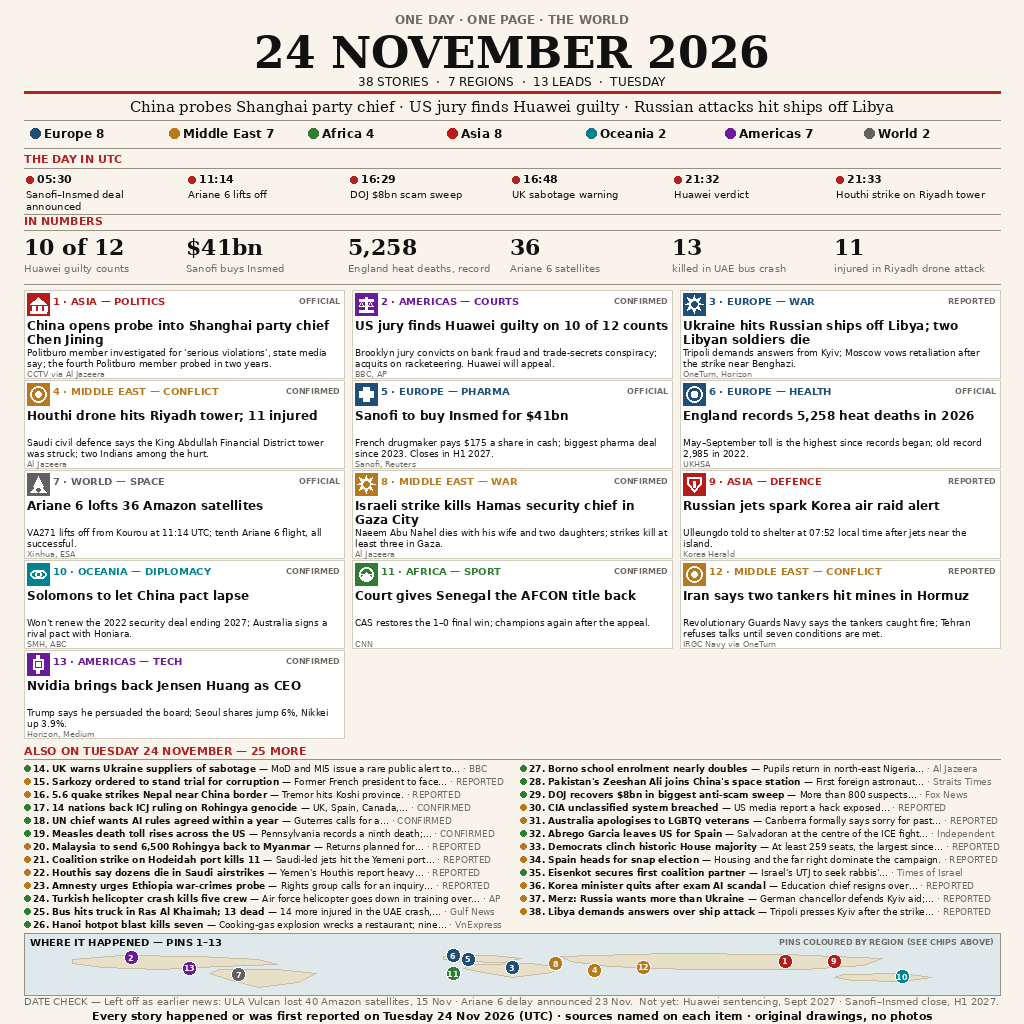 ONE DAY · ONE PAGE · THE WORLD
24 NOVEMBER 2026
38 STORIES · 7 REGIONS · 13 LEADS · TUESDAY
China probes Shanghai party chief · US jury finds Huawei guilty · Russian attacks hit ships off Libya
Europe 8
Middle East 7
Africa 4
Asia 8
Oceania 2
Americas 7
World 2
THE DAY IN UTC
05:30
Sanofi–Insmed deal
announced
11:14
Ariane 6 lifts off
16:29
DOJ $8bn scam sweep
16:48
UK sabotage warning
21:32
Huawei verdict
21:33
Houthi strike on Riyadh tower
IN NUMBERS
10 of 12
Huawei guilty counts
$41bn
Sanofi buys Insmed
5,258
England heat deaths, record
36
Ariane 6 satellites
13
killed in UAE bus crash
11
injured in Riyadh drone attack
1 · ASIA — POLITICS
OFFICIAL
China opens probe into Shanghai party chief
Chen Jining
Politburo member investigated for 'serious violations', state media
say; the fourth Politburo member probed in two years.
CCTV via Al Jazeera
2 · AMERICAS — COURTS
CONFIRMED
US jury finds Huawei guilty on 10 of 12 counts
Brooklyn jury convicts on bank fraud and trade-secrets conspiracy;
acquits on racketeering. Huawei will appeal.
BBC, AP
3 · EUROPE — WAR
REPORTED
Ukraine hits Russian ships off Libya; two
Libyan soldiers die
Tripoli demands answers from Kyiv; Moscow vows retaliation after
the strike near Benghazi.
OneTurn, Horizon
4 · MIDDLE EAST — CONFLICT
CONFIRMED
Houthi drone hits Riyadh tower; 11 injured
Saudi civil defence says the King Abdullah Financial District tower
was struck; two Indians among the hurt.
Al Jazeera
5 · EUROPE — PHARMA
OFFICIAL
Sanofi to buy Insmed for $41bn
French drugmaker pays $175 a share in cash; biggest pharma deal
since 2023. Closes in H1 2027.
Sanofi, Reuters
6 · EUROPE — HEALTH
OFFICIAL
England records 5,258 heat deaths in 2026
May–September toll is the highest since records began; old record
2,985 in 2022.
UKHSA
7 · WORLD — SPACE
OFFICIAL
Ariane 6 lofts 36 Amazon satellites
VA271 lifts off from Kourou at 11:14 UTC; tenth Ariane 6 flight, all
successful.
Xinhua, ESA
8 · MIDDLE EAST — WAR
CONFIRMED
Israeli strike kills Hamas security chief in
Gaza City
Naeem Abu Nahel dies with his wife and two daughters; strikes kill at
least three in Gaza.
Al Jazeera
9 · ASIA — DEFENCE
REPORTED
Russian jets spark Korea air raid alert
Ulleungdo told to shelter at 07:52 local time after jets near the
island.
Korea Herald
10 · OCEANIA — DIPLOMACY
CONFIRMED
Solomons to let China pact lapse
Won't renew the 2022 security deal ending 2027; Australia signs a
rival pact with Honiara.
SMH, ABC
11 · AFRICA — SPORT
CONFIRMED
Court gives Senegal the AFCON title back
CAS restores the 1–0 final win; champions again after the appeal.
CNN
12 · MIDDLE EAST — CONFLICT
REPORTED
Iran says two tankers hit mines in Hormuz
Revolutionary Guards Navy says the tankers caught fire; Tehran
refuses talks until seven conditions are met.
IRGC Navy via OneTurn
13 · AMERICAS — TECH
CONFIRMED
Nvidia brings back Jensen Huang as CEO
Trump says he persuaded the board; Seoul shares jump 6%, Nikkei
up 3.9%.
Horizon, Medium
ALSO ON TUESDAY 24 NOVEMBER — 25 MORE
14. UK warns Ukraine suppliers of sabotage — MoD and MI5 issue a rare public alert to... · BBC
15. Sarkozy ordered to stand trial for corruption — Former French president to face... · REPORTED
16. 5.6 quake strikes Nepal near China border — Tremor hits Koshi province. · REPORTED
17. 14 nations back ICJ ruling on Rohingya genocide — UK, Spain, Canada,... · CONFIRMED
18. UN chief wants AI rules agreed within a year — Guterres calls for a... · CONFIRMED
19. Measles death toll rises across the US — Pennsylvania records a ninth death;... · CONFIRMED
20. Malaysia to send 6,500 Rohingya back to Myanmar — Returns planned for... · REPORTED
21. Coalition strike on Hodeidah port kills 11 — Saudi-led jets hit the Yemeni port... · REPORTED
22. Houthis say dozens die in Saudi airstrikes — Yemen's Houthis report heavy... · REPORTED
23. Amnesty urges Ethiopia war-crimes probe — Rights group calls for an inquiry... · REPORTED
24. Turkish helicopter crash kills five crew — Air force helicopter goes down in training over... · AP
25. Bus hits truck in Ras Al Khaimah; 13 dead — 14 more injured in the UAE crash,... · Gulf News
26. Hanoi hotpot blast kills seven — Cooking-gas explosion wrecks a restaurant; nine... · VnExpress
27. Borno school enrolment nearly doubles — Pupils return in north-east Nigeria... · Al Jazeera
28. Pakistan's Zeeshan Ali joins China's space station — First foreign astronaut... · Straits Times
29. DOJ recovers $8bn in biggest anti-scam sweep — More than 800 suspects... · Fox News
30. CIA unclassified system breached — US media report a hack exposed... · REPORTED
31. Australia apologises to LGBTQ veterans — Canberra formally says sorry for past... · REPORTED
32. Abrego Garcia leaves US for Spain — Salvadoran at the centre of the ICE fight... · Independent
33. Democrats clinch historic House majority — At least 259 seats, the largest since... · REPORTED
34. Spain heads for snap election — Housing and the far right dominate the campaign. · REPORTED
35. Eisenkot secures first coalition partner — Israel's UTJ to seek rabbis'... · Times of Israel
36. Korea minister quits after exam AI scandal — Education chief resigns over... · REPORTED
37. Merz: Russia wants more than Ukraine — German chancellor defends Kyiv aid;... · REPORTED
38. Libya demands answers over ship attack — Tripoli presses Kyiv after the strike... · REPORTED
WHERE IT HAPPENED — PINS 1–13
PINS COLOURED BY REGION (SEE CHIPS ABOVE)
2
13
7
6
5
11
3
8
4
12
1
9
10
DATE CHECK — Left off as earlier news: ULA Vulcan lost 40 Amazon satellites, 15 Nov · Ariane 6 delay announced 23 Nov. Not yet: Huawei sentencing, Sept 2027 · Sanofi–Insmed close, H1 2027.
Every story happened or was first reported on Tuesday 24 Nov 2026 (UTC) · sources named on each item · original drawings, no photos